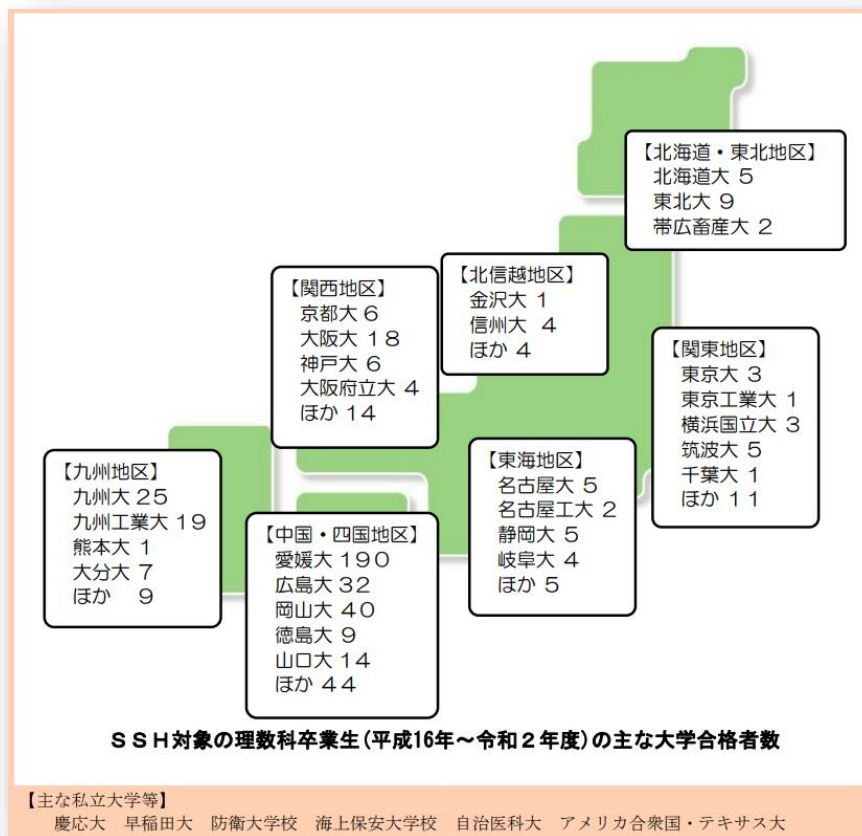 【北海道・東北地区】
北海道大 5
東北大 9
帯広畜産大 2
【北信越地区】
金沢大 1
信州大 4
ほか 4
【関西地区】
京都大 6
大阪大 18
神戸大 6
大阪府立大 4
ほか 14
【関東地区】
東京大 3
東京工業大 1
横浜国立大 3
筑波大 5
千葉大 1
ほか 11
【東海地区】
名古屋大 5
名古屋工大 2
静岡大 5
岐阜大 4
ほか 5
【九州地区】
九州大 25
九州工業大 19
熊本大 1
大分大 7
ほか 9
【中国・四国地区】
愛媛大 190
広島大 32
岡山大 40
徳島大 9
山口大 14
ほか 44
ＳＳＨ対象の理数科卒業生(平成16年～令和２年度)の主な大学合格者数
【主な私立大学等】
慶応大 早稲田大 防衛大学校 海上保安大学校 自治医科大 アメリカ合衆国・テキサス大